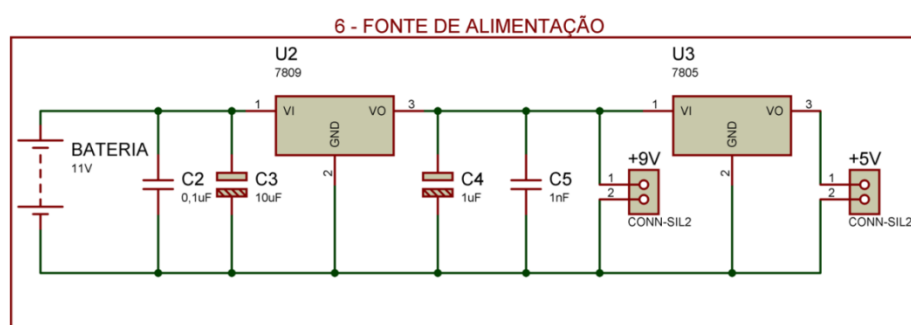 6 - FONTE DE ALIMENTAÇÃO
U2
7809
U3
7805
1
VI
VO
3
GND
2
1
VI
VO
3
GND
2
BATERIA
11V
C2
0,1uF
C3
10uF
C4
1uF
C5
1nF
+9V
1
2
CONN-SIL2
+5V
1
2
CONN-SIL2